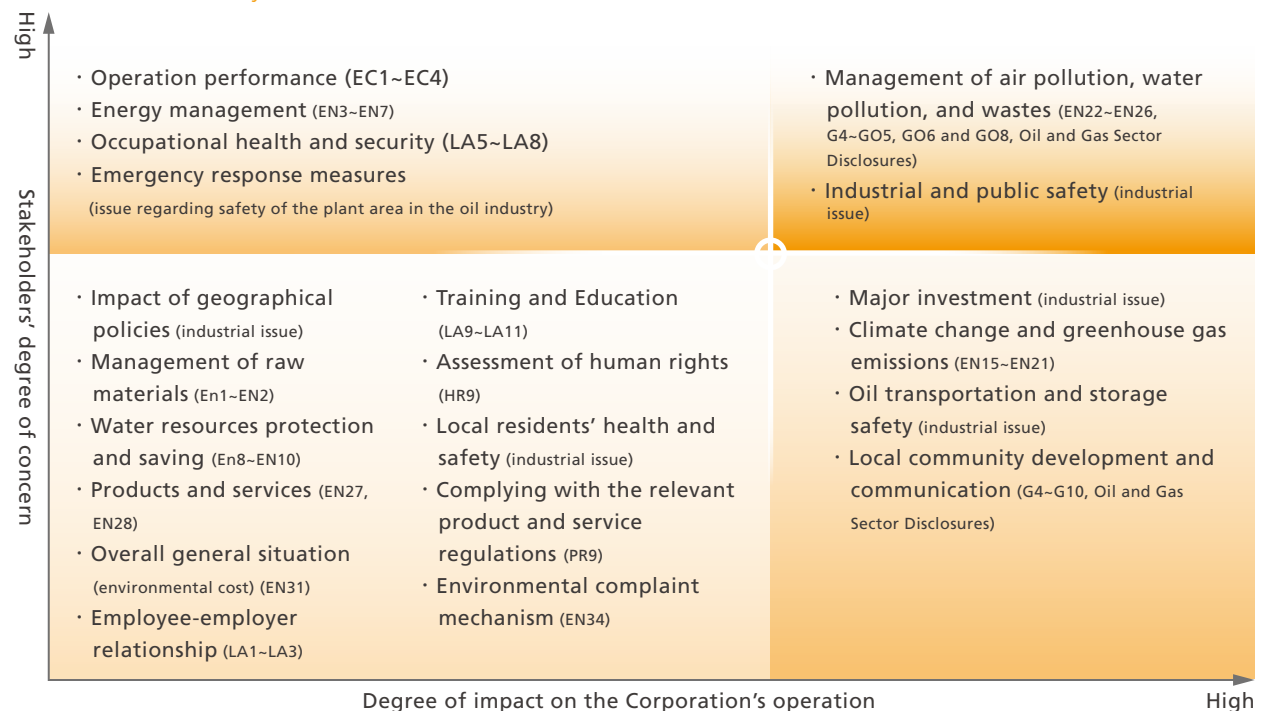 High
Stakeholders’ degree of concern
· Operation performance (EC1~EC4)
· Energy management (EN3~EN7)
· Occupational health and security (LA5~LA8)
· Emergency response measures
(issue regarding safety of the plant area in the oil industry)
· Management of air pollution, water
pollution, and wastes (EN22~EN26,
G4~GO5, GO6 and GO8, Oil and Gas Sector
Disclosures)
· Industrial and public safety (industrial
issue)
· Impact of geographical
policies (industrial issue)
· Management of raw
materials (En1~EN2)
· Water resources protection
and saving (En8~EN10)
· Products and services (EN27,
EN28)
· Overall general situation
(environmental cost) (EN31)
· Employee-employer
relationship (LA1~LA3)
· Training and Education
(LA9~LA11)
· Assessment of human rights
(HR9)
· Local residents’ health and
safety (industrial issue)
· Complying with the relevant
product and service
regulations (PR9)
· Environmental complaint
mechanism (EN34)
· Major investment (industrial issue)
· Climate change and greenhouse gas
emissions (EN15~EN21)
· Oil transportation and storage
safety (industrial issue)
· Local community development and
communication (G4~G10, Oil and Gas
Sector Disclosures)
Degree of impact on the Corporation’s operation
High